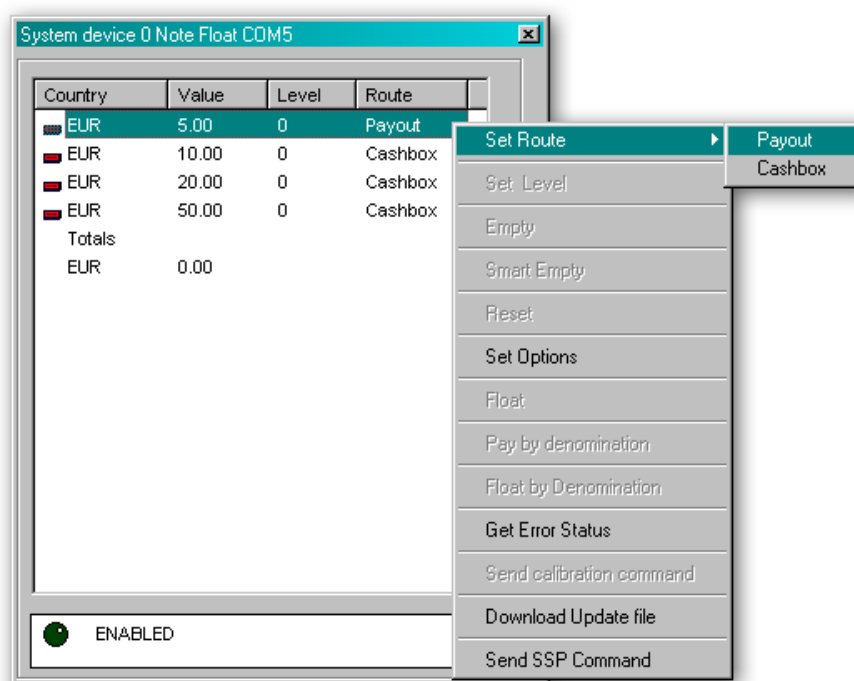 System device 0 Note Float COM5
Country Value Level Route
EUR 5.00 0 Payout
EUR 10.00 0 Cashbox
EUR 20.00 0 Cashbox
EUR 50.00 0 Cashbox
Totals
EUR 0.00
ENABLED
Set Route
Set Level
Empty
Smart Empty
Reset
Set Options
Float
Pay by denomination
Float by Denomination
Get Error Status
Send calibration command
Download Update file
Send SSP Command
Payout
Cashbox